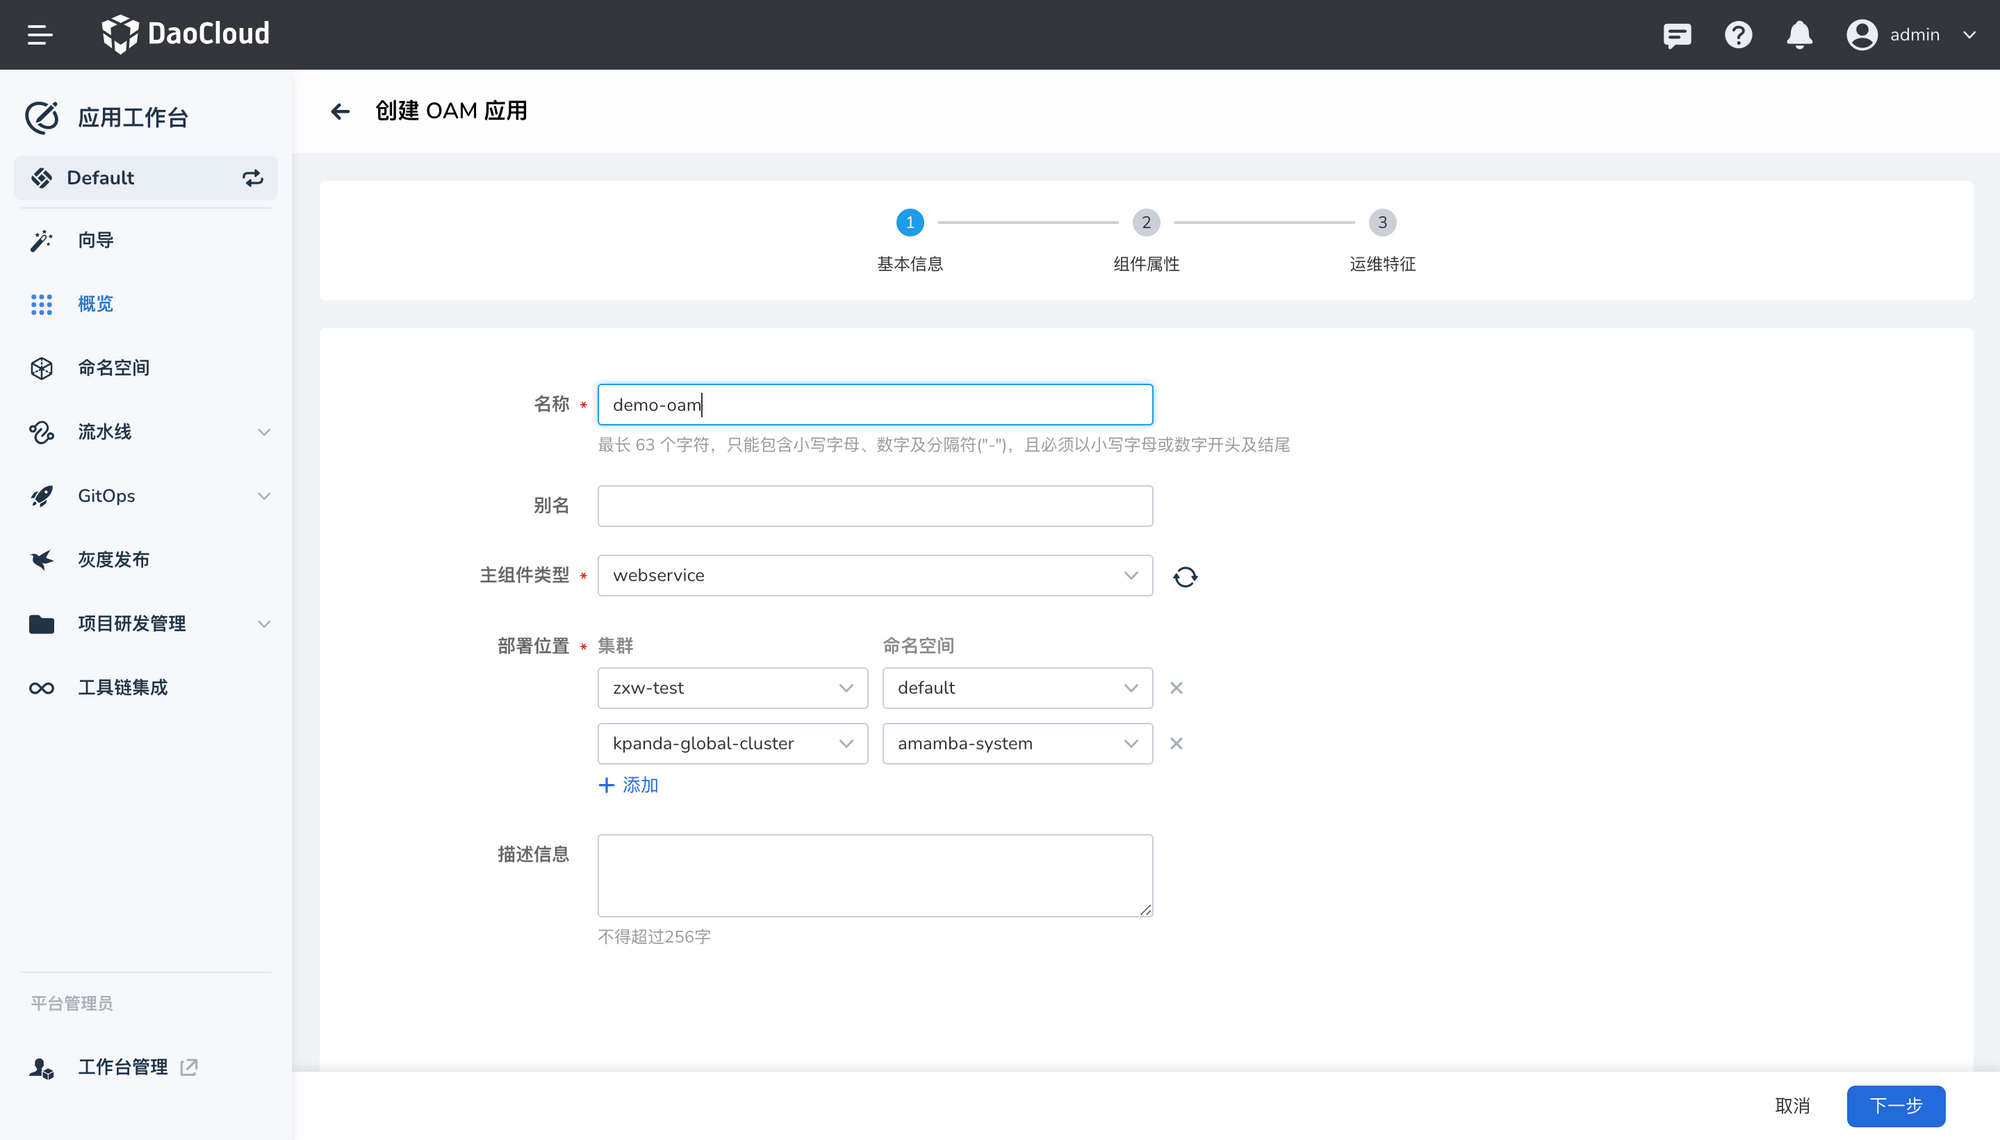 DaoCloud
admin
应用工作台
Default
向导
概览
命名空间
流水线
GitOps
灰度发布
项目研发管理
工具链集成
平台管理员
工作台管理
创建 OAM 应用
1 2 3
基本信息 组件属性 运维特征
名称 * demo-oam
最长 63 个字符，只能包含小写字母、数字及分隔符("-")，且必须以小写字母或数字开头及结尾
别名
主组件类型 * webservice
部署位置 * 集群 命名空间
zxw-test default
kpanda-global-cluster amamba-system
添加
描述信息
不得超过256字
取消 下一步